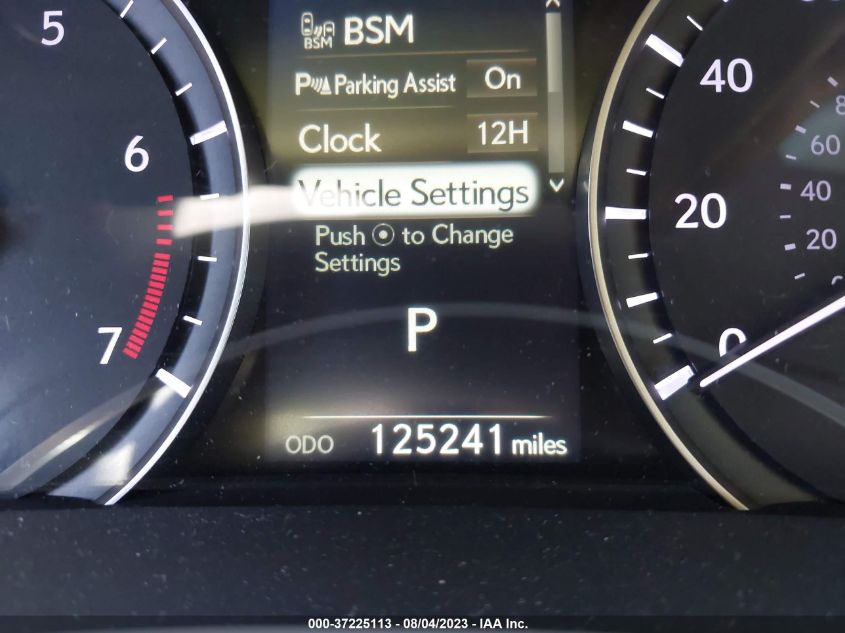 5
6
7
BSM BSM
P Parking Assist On
Clock 12H
Vehicle Settings
Push to Change
Settings
P
ODO 125241 miles
40
20
0
60
40
20
000-37225113 - 08/04/2023 - IAA Inc.